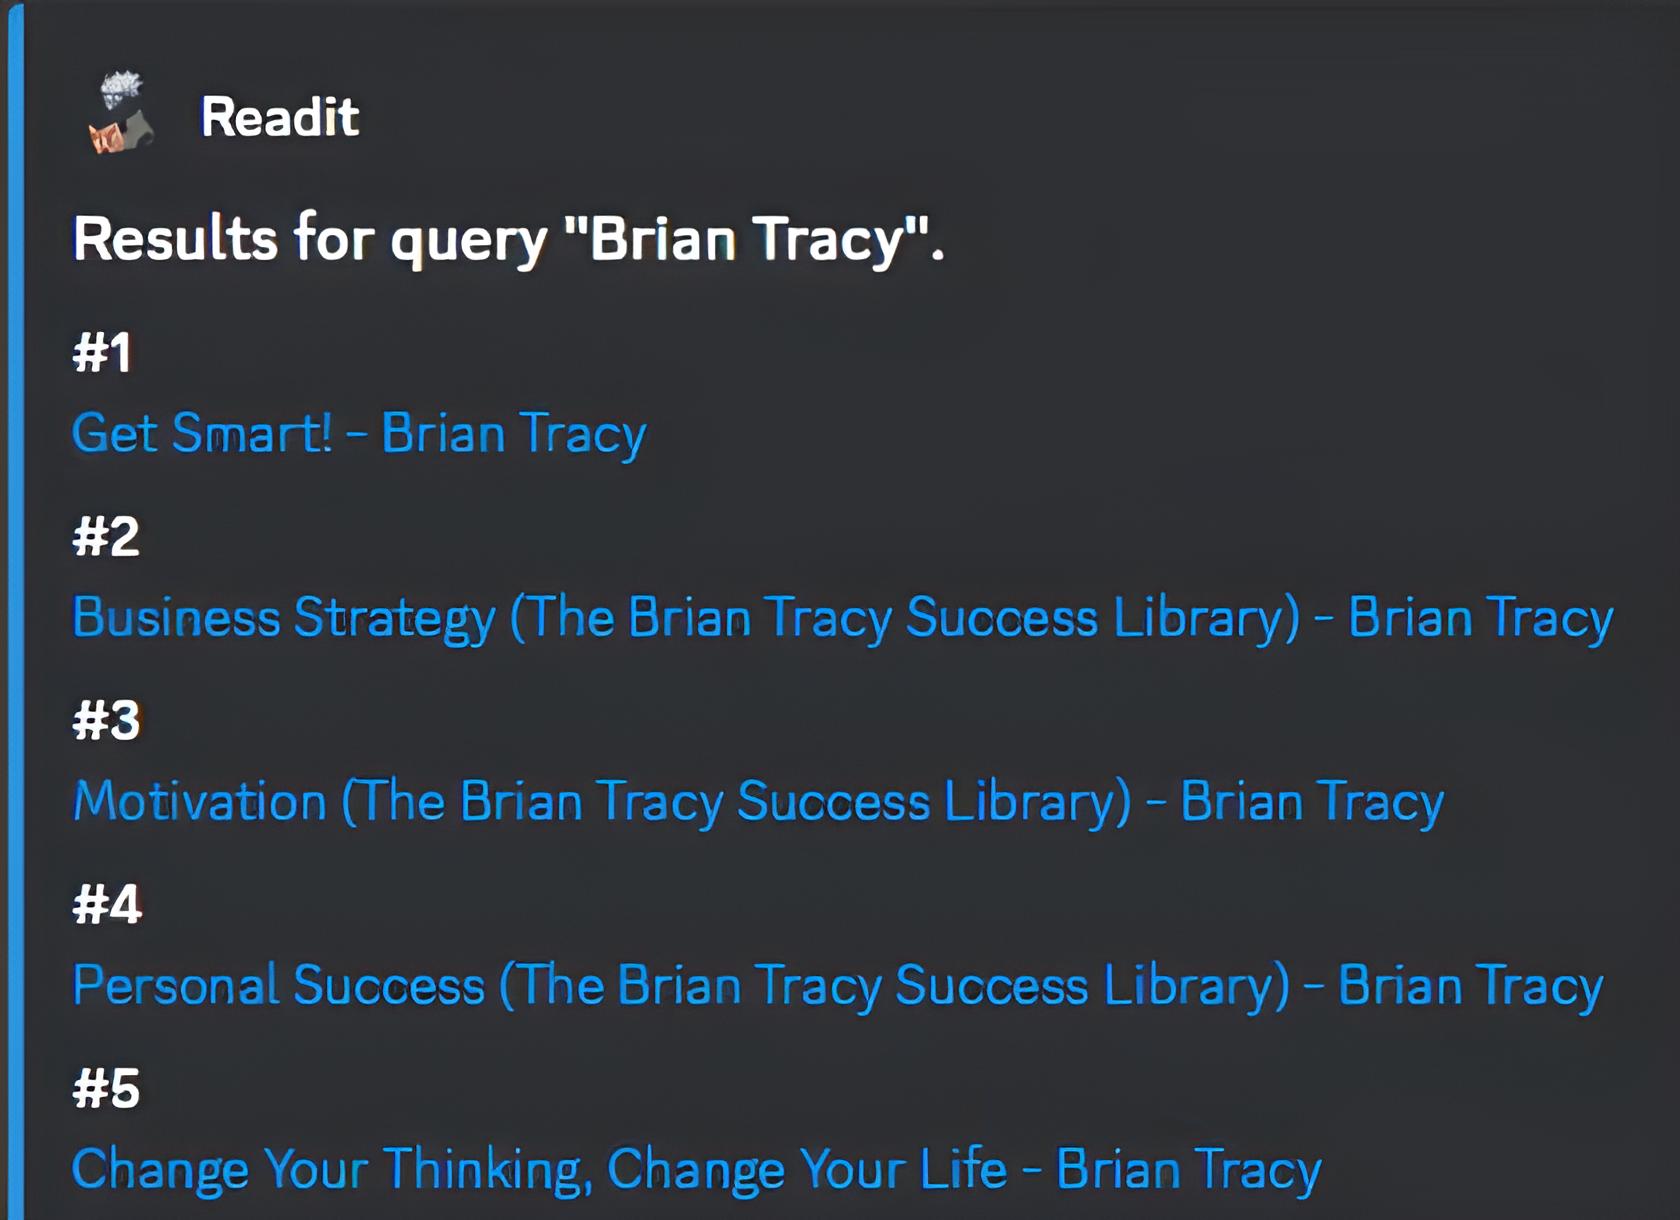 Readit
Results for query "Brian Tracy".
#1
Get Smart! - Brian Tracy
#2
Business Strategy (The Brian Tracy Success Library) - Brian Tracy
#3
Motivation (The Brian Tracy Success Library) - Brian Tracy
#4
Personal Success (The Brian Tracy Success Library) - Brian Tracy
#5
Change Your Thinking, Change Your Life - Brian Tracy